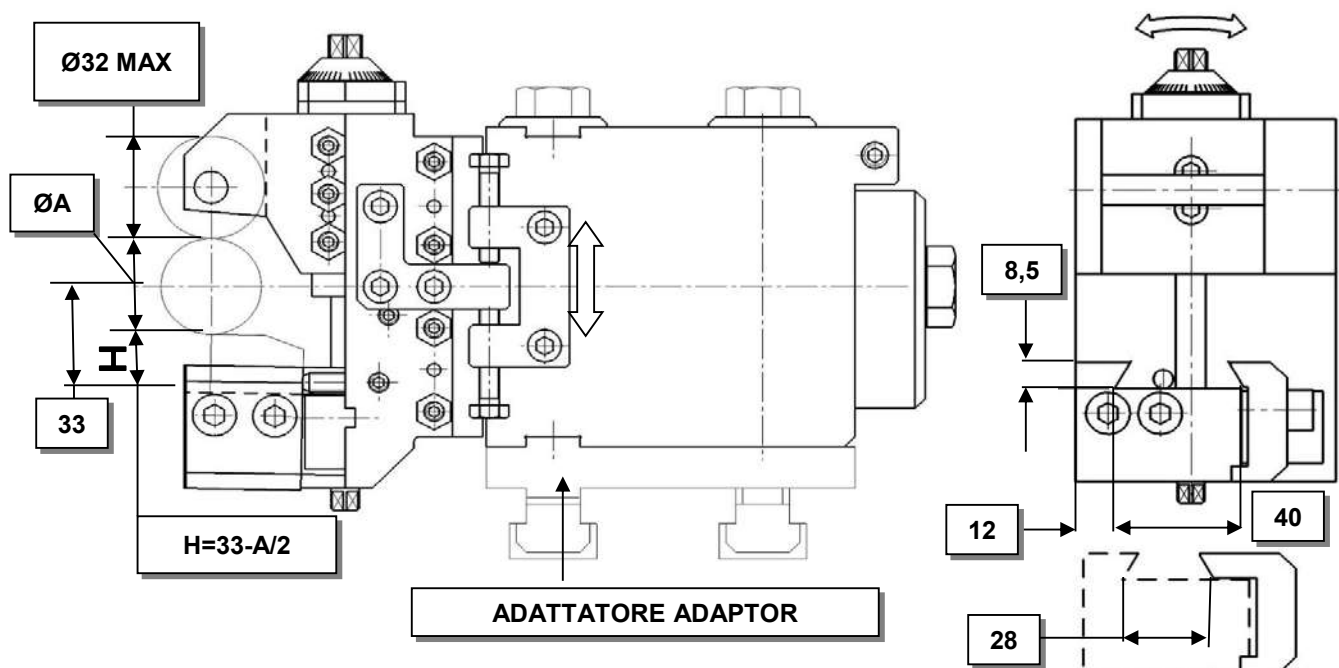 Ø32 MAX
ØA
33
H
H=33-A/2
ADATTATORE ADAPTOR
8,5
12
40
28